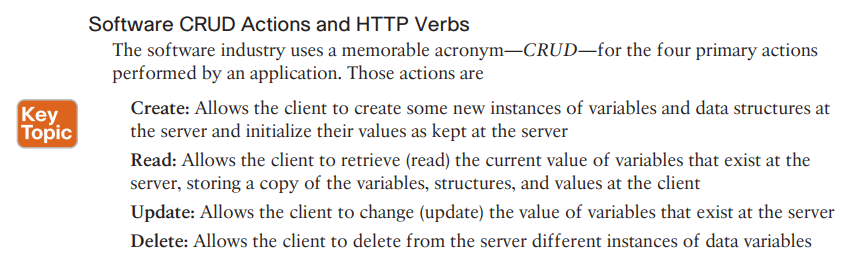 Software CRUD Actions and HTTP Verbs
The software industry uses a memorable acronym—CRUD—for the four primary actions
performed by an application. Those actions are
Key
Topic
Create: Allows the client to create some new instances of variables and data structures at
the server and initialize their values as kept at the server
Read: Allows the client to retrieve (read) the current value of variables that exist at the
server, storing a copy of the variables, structures, and values at the client
Update: Allows the client to change (update) the value of variables that exist at the server
Delete: Allows the client to delete from the server different instances of data variables